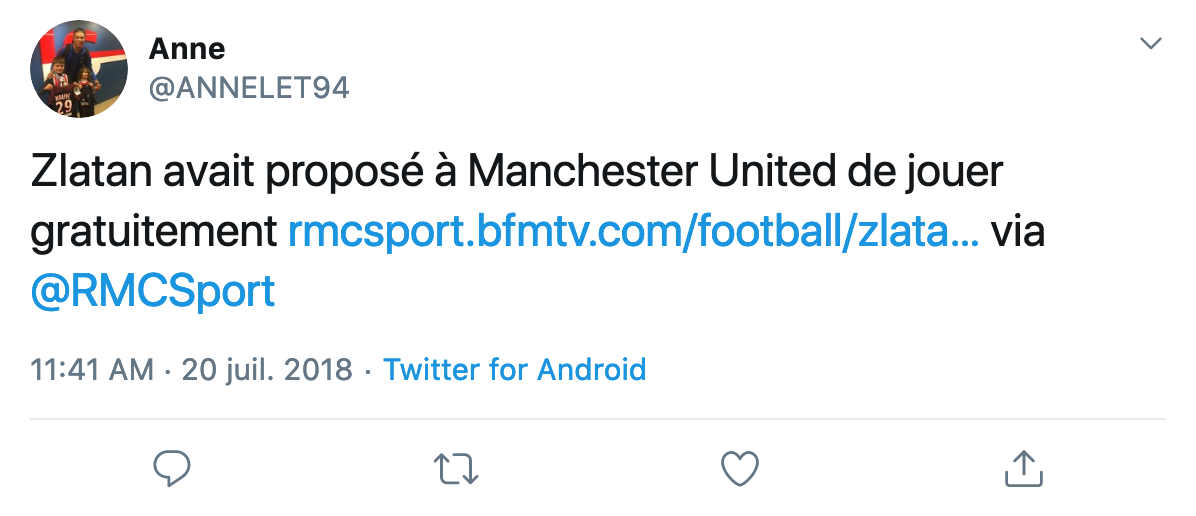 Anne
@ANNELET94
Zlatan avait proposé à Manchester United de jouer
gratuitement rmcsport.bfmtv.com/football/zlata... via
@RMCSport
11:41 AM · 20 juil. 2018 · Twitter for Android